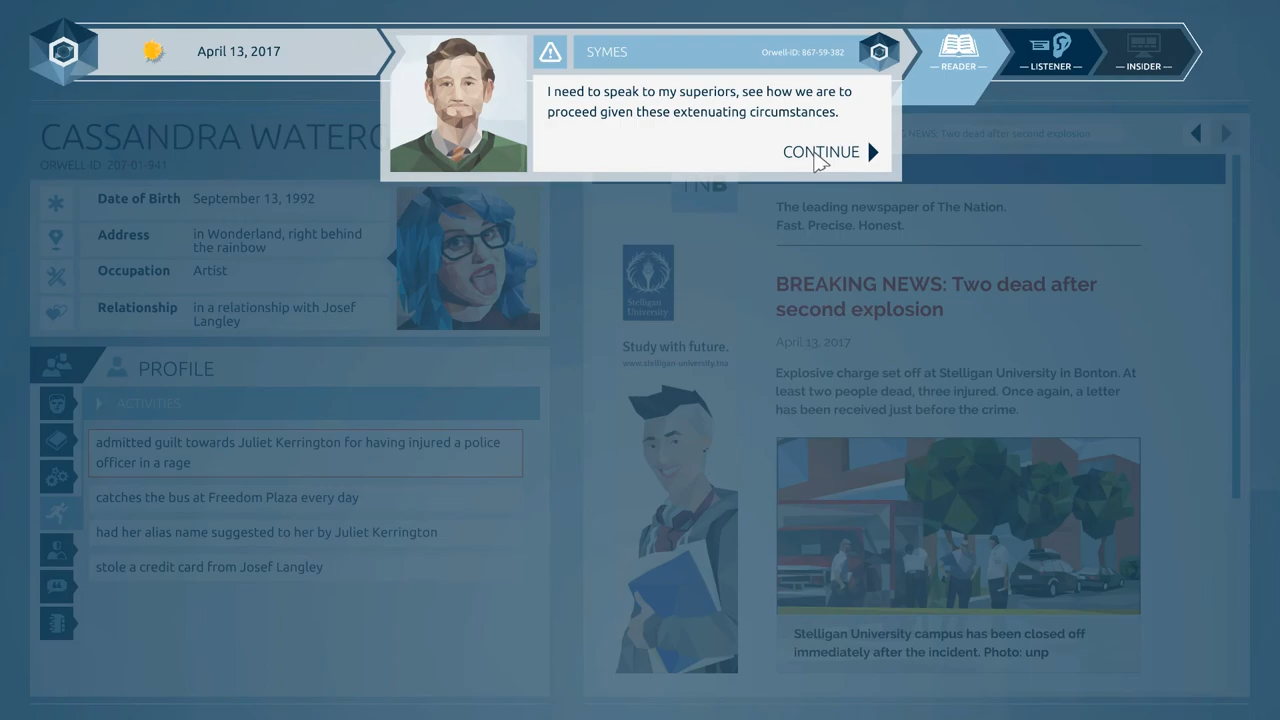 April 13, 2017
SYMES
Orwell-ID: 867-59-382
I need to speak to my superiors, see how we are to
proceed given these extenuating circumstances.
CONTINUE
— READER —
— LISTENER —
— INSIDER —
CASSANDRA WATERG
ORWELL-ID: 207-01-941
Date of Birth September 13, 1992
Address in Wonderland, right behind
the rainbow
Occupation Artist
Relationship in a relationship with Josef
Langley
PROFILE
ACTIVITIES
admitted guilt towards Juliet Kerrington for having injured a police
officer in a rage
catches the bus at Freedom Plaza every day
had her alias name suggested to her by Juliet Kerrington
stole a credit card from Josef Langley
NEWS: Two dead after second explosion
TNB
The leading newspaper of The Nation.
Fast. Precise. Honest.
Stelligan
University
Study with future.
www.stelligan-university.tna
BREAKING NEWS: Two dead after
second explosion
April 13, 2017
Explosive charge set off at Stelligan University in Bonton. At
least two people dead, three injured. Once again, a letter
has been received just before the crime.
Stelligan University campus has been closed off
immediately after the incident. Photo: unp